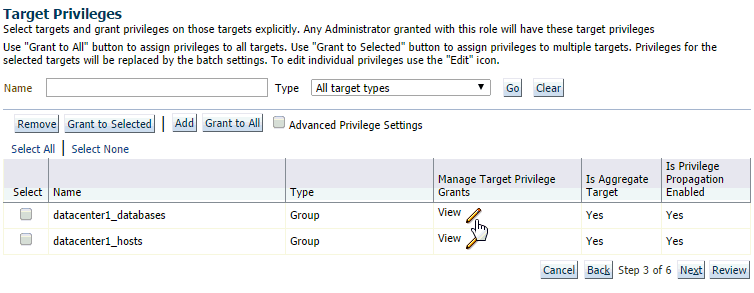 Target Privileges
Select targets and grant privileges on those targets explicitly. Any Administrator granted with this role will have these target privileges
Use "Grant to All" button to assign privileges to all targets. Use "Grant to Selected" button to assign privileges to multiple targets. Privileges for the
selected targets will be replaced by the batch settings. To edit individual privileges use the "Edit" icon.
Name Type All target types Go Clear
Remove Grant to Selected | Add Grant to All Advanced Privilege Settings
Select All | Select None
Select Name Type Manage Target Privilege Grants Is Aggregate Target Is Privilege Propagation Enabled
datacenter1_databases Group View Yes Yes
datacenter1_hosts Group View Yes Yes
Cancel Back Step 3 of 6 Next Review